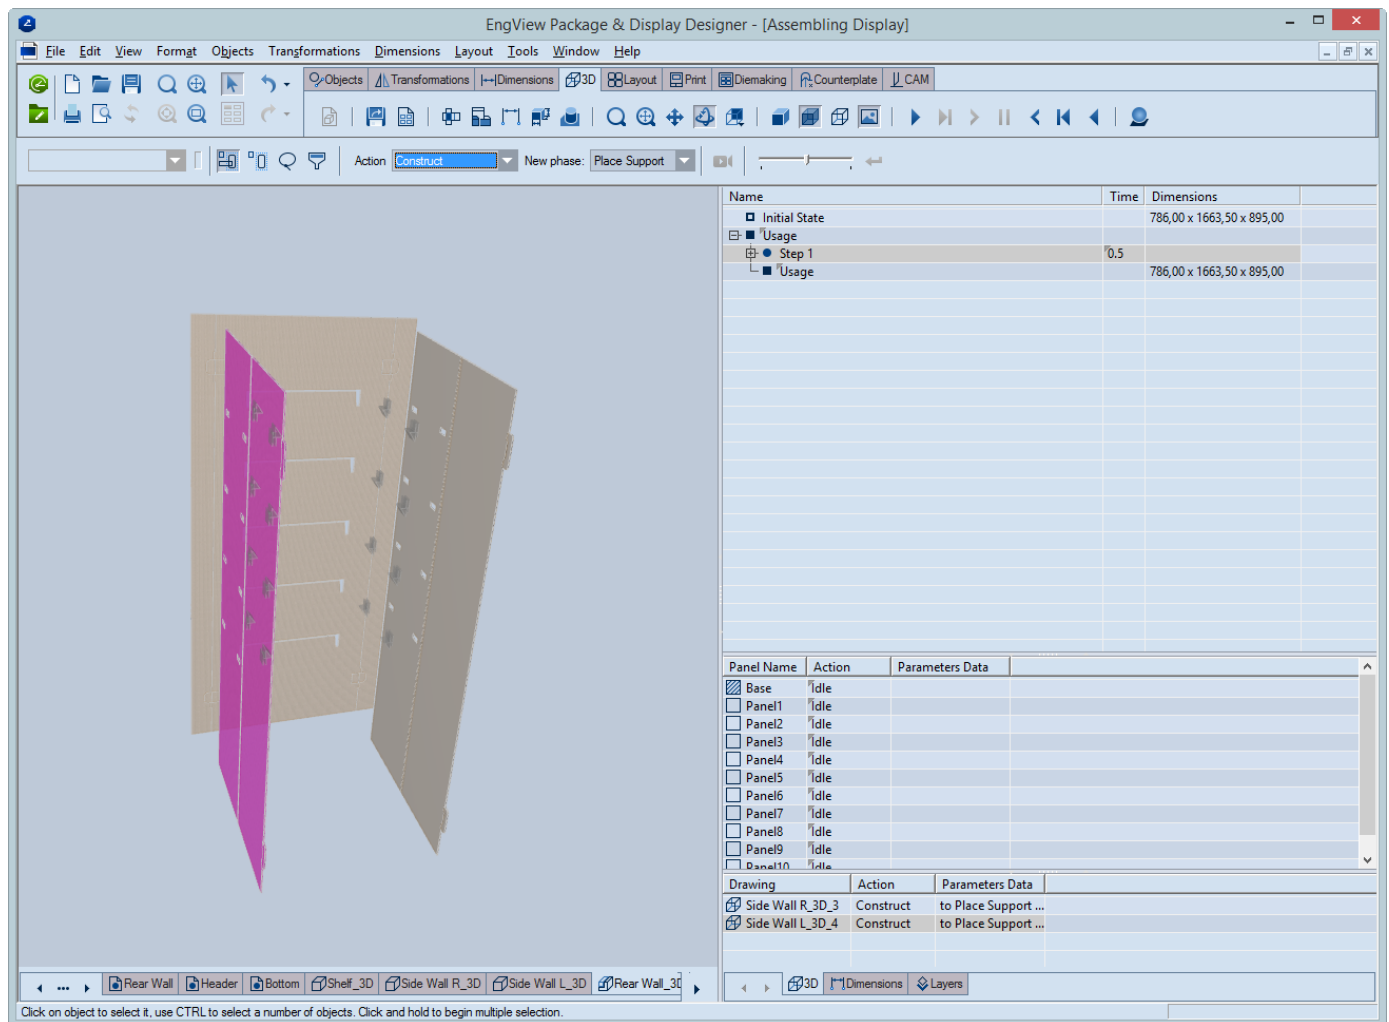 EngView Package & Display Designer - [Assembling Display]
File Edit View Format Objects Transformations Dimensions Layout Tools Window Help
Objects Transformations Dimensions 3D Layout Print Diemaking Counterplate CAM
Action Construct New phase: Place Support
Name Time Dimensions
Initial State 786,00 x 1663,50 x 895,00
Usage
Step 1 0.5
Usage 786,00 x 1663,50 x 895,00
Panel Name Action Parameters Data
Base Idle
Panel1 Idle
Panel2 Idle
Panel3 Idle
Panel4 Idle
Panel5 Idle
Panel6 Idle
Panel7 Idle
Panel8 Idle
Panel9 Idle
Panel10 Idle
Drawing Action Parameters Data
Side Wall R_3D_3 Construct to Place Support ...
Side Wall L_3D_4 Construct to Place Support ...
Rear Wall Header Bottom Shelf_3D Side Wall R_3D Side Wall L_3D Rear Wall_3D
3D Dimensions Layers
Click on object to select it, use CTRL to select a number of objects. Click and hold to begin multiple selection.